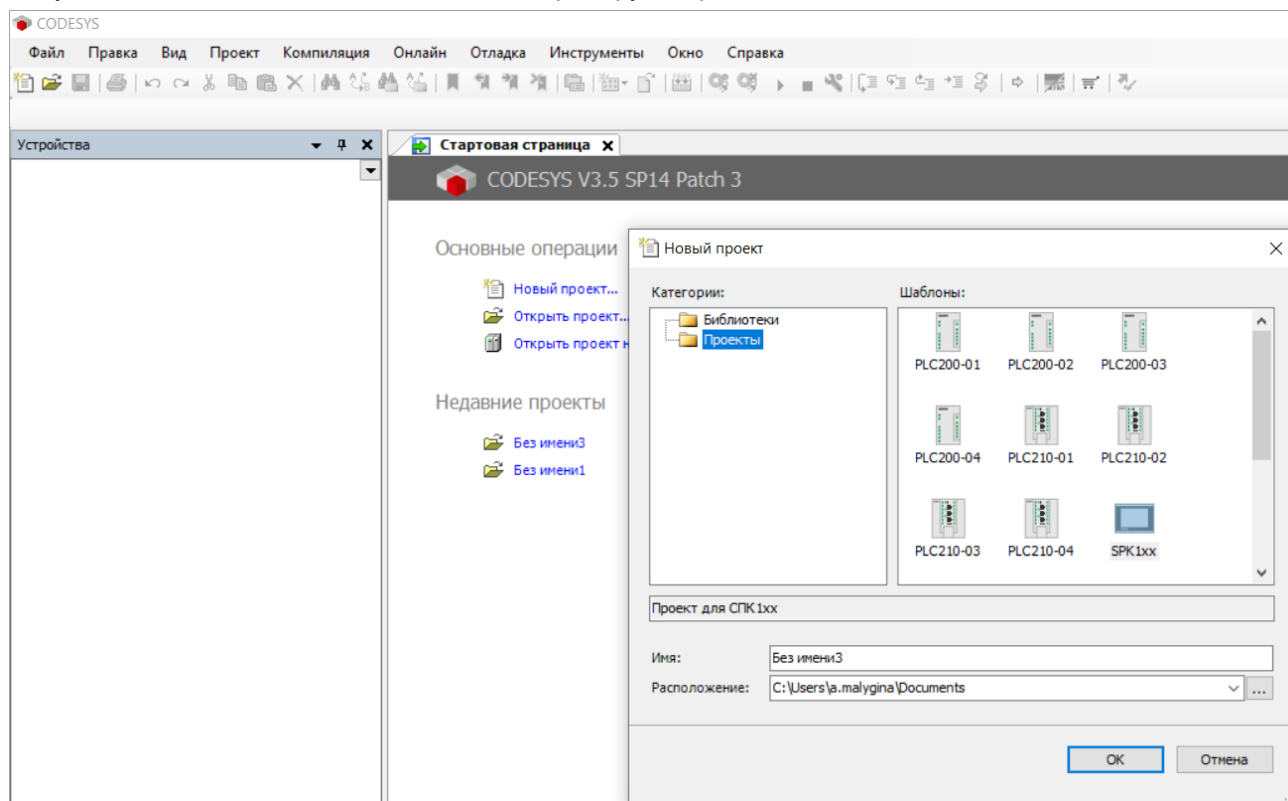 CODESYS
Файл Правка Вид Проект Компиляция Онлайн Отладка Инструменты Окно Справка
Устройства
Стартовая страница
CODESYS V3.5 SP14 Patch 3
Основные операции
Новый проект...
Открыть проект...
Открыть проект н
Недавние проекты
Без имени3
Без имени1
Новый проект
Категории:
Библиотеки
Проекты
Шаблоны:
PLC200-01 PLC200-02 PLC200-03
PLC200-04 PLC210-01 PLC210-02
PLC210-03 PLC210-04 SPK1xx
Проект для СПК1xx
Имя: Без имени3
Расположение: C:\Users\a.malygina\Documents ...
OK Отмена